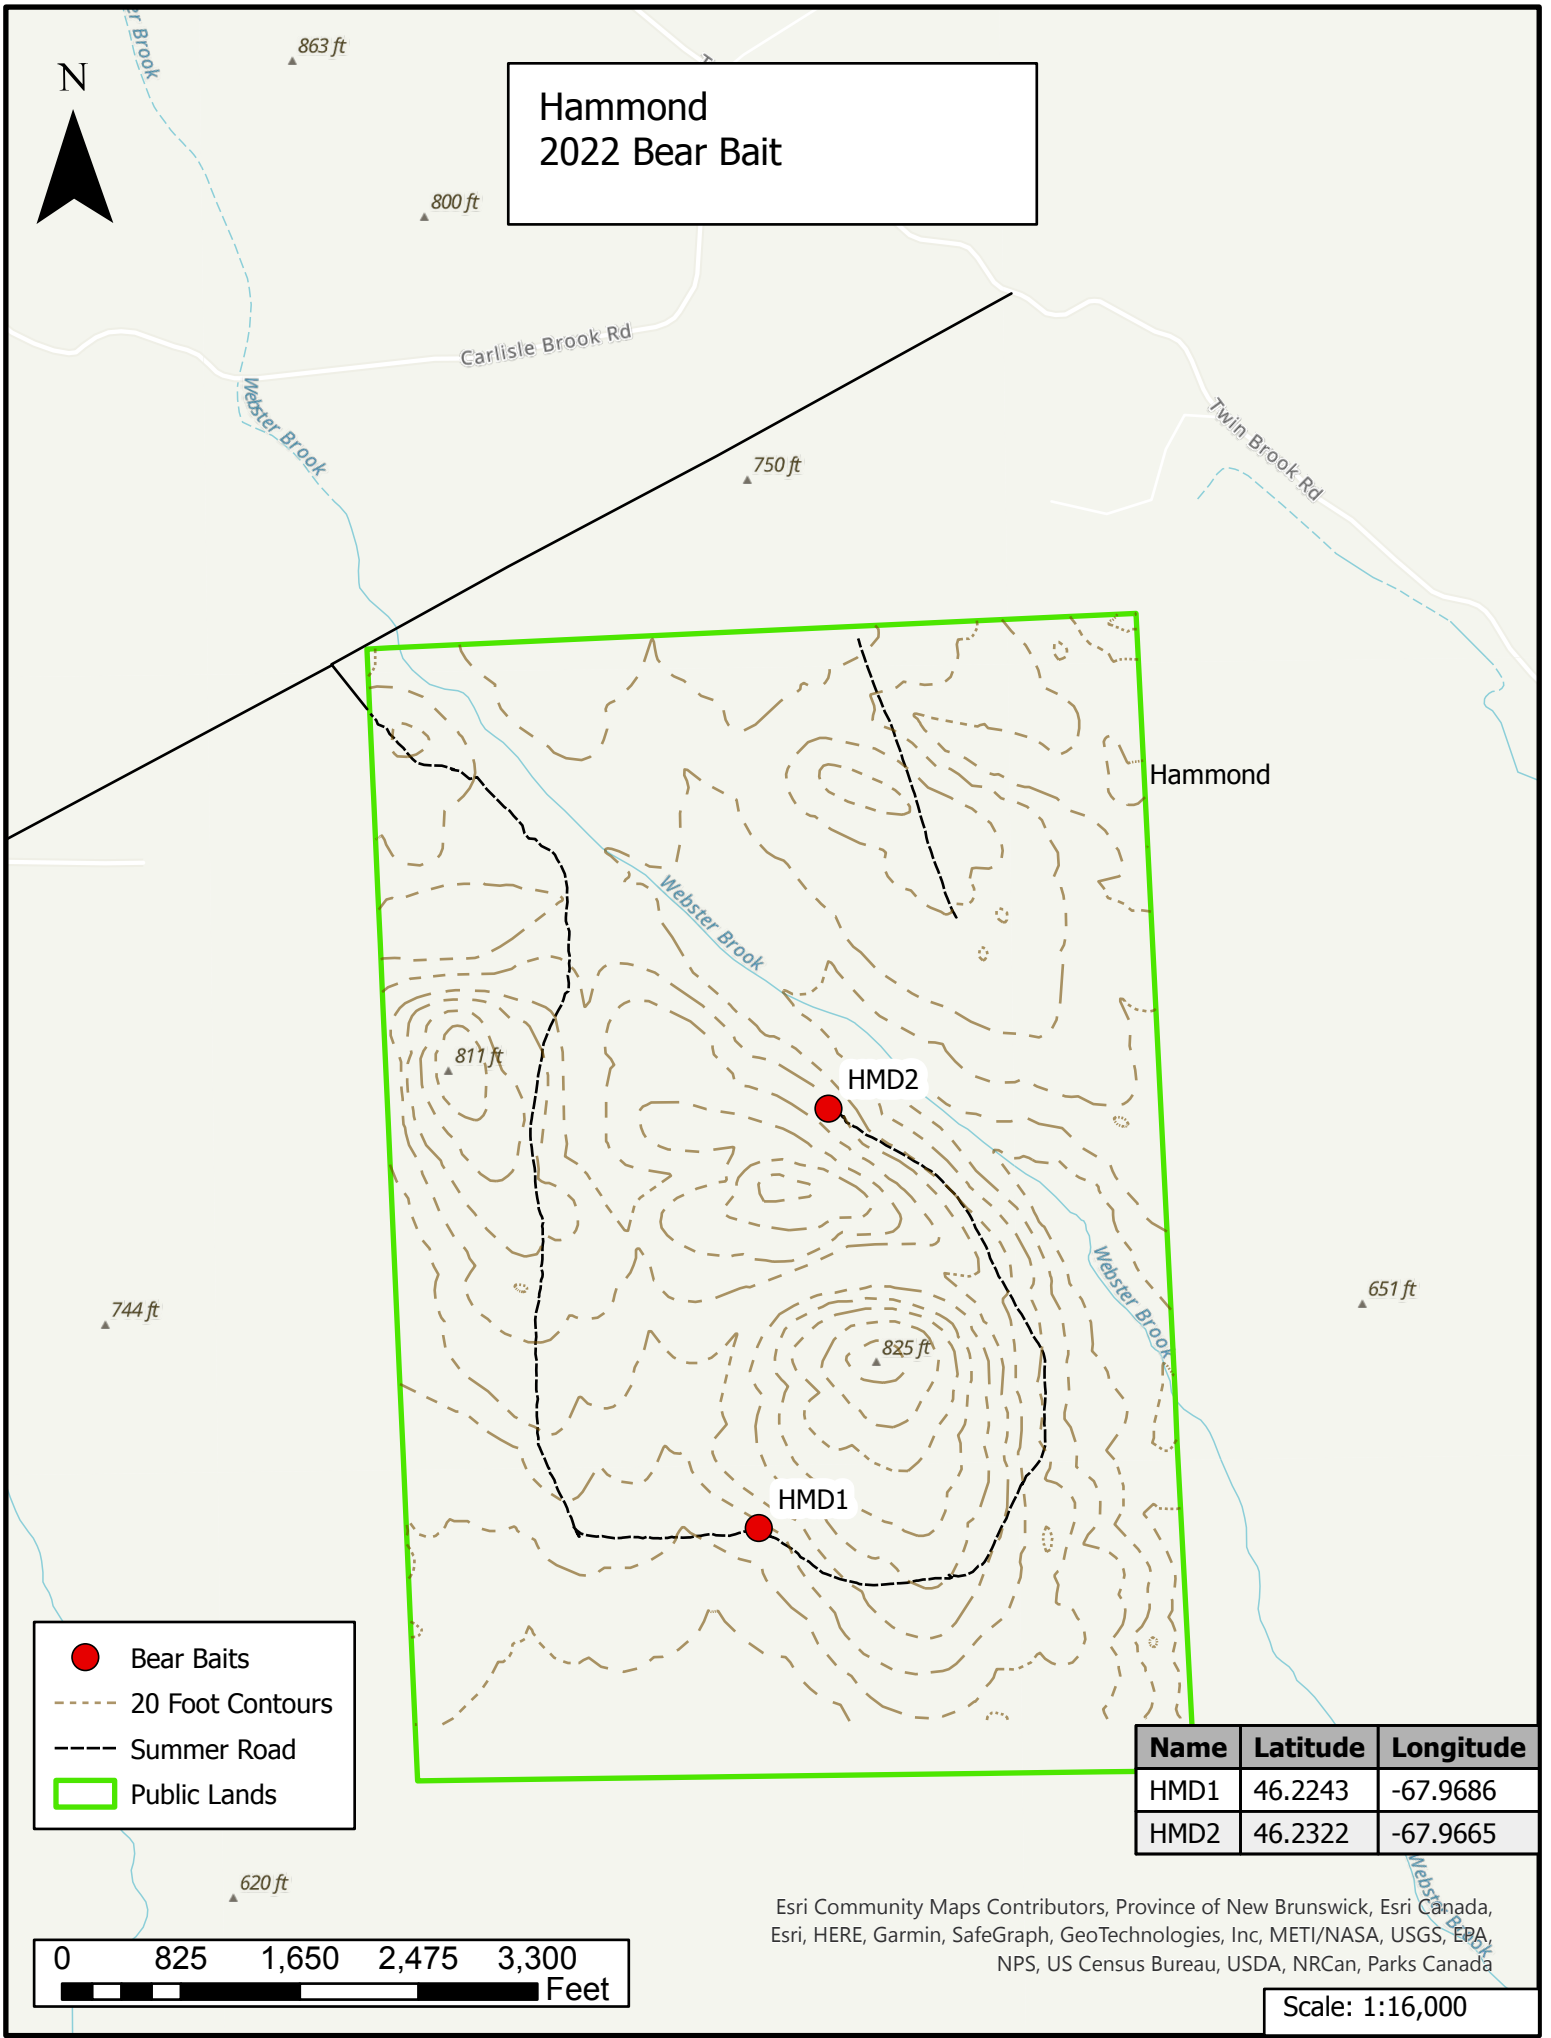 er Brook
863 ft
N
T
Hammond
2022 Bear Bait
800 ft
Carlisle Brook Rd
Webster Brook
Twin Brook Rd
750 ft
Hammond
Webster Brook
811 ft
HMD2
Webster Brook
744 ft
651 ft
825 ft
HMD1
Bear Baits
20 Foot Contours
Summer Road
Public Lands
Name Latitude Longitude
HMD1 46.2243 -67.9686
HMD2 46.2322 -67.9665
Webster Brook
620 ft
Esri Community Maps Contributors, Province of New Brunswick, Esri Canada,
Esri, HERE, Garmin, SafeGraph, GeoTechnologies, Inc, METI/NASA, USGS, EPA,
NPS, US Census Bureau, USDA, NRCan, Parks Canada
0 825 1,650 2,475 3,300
Feet
Scale: 1:16,000